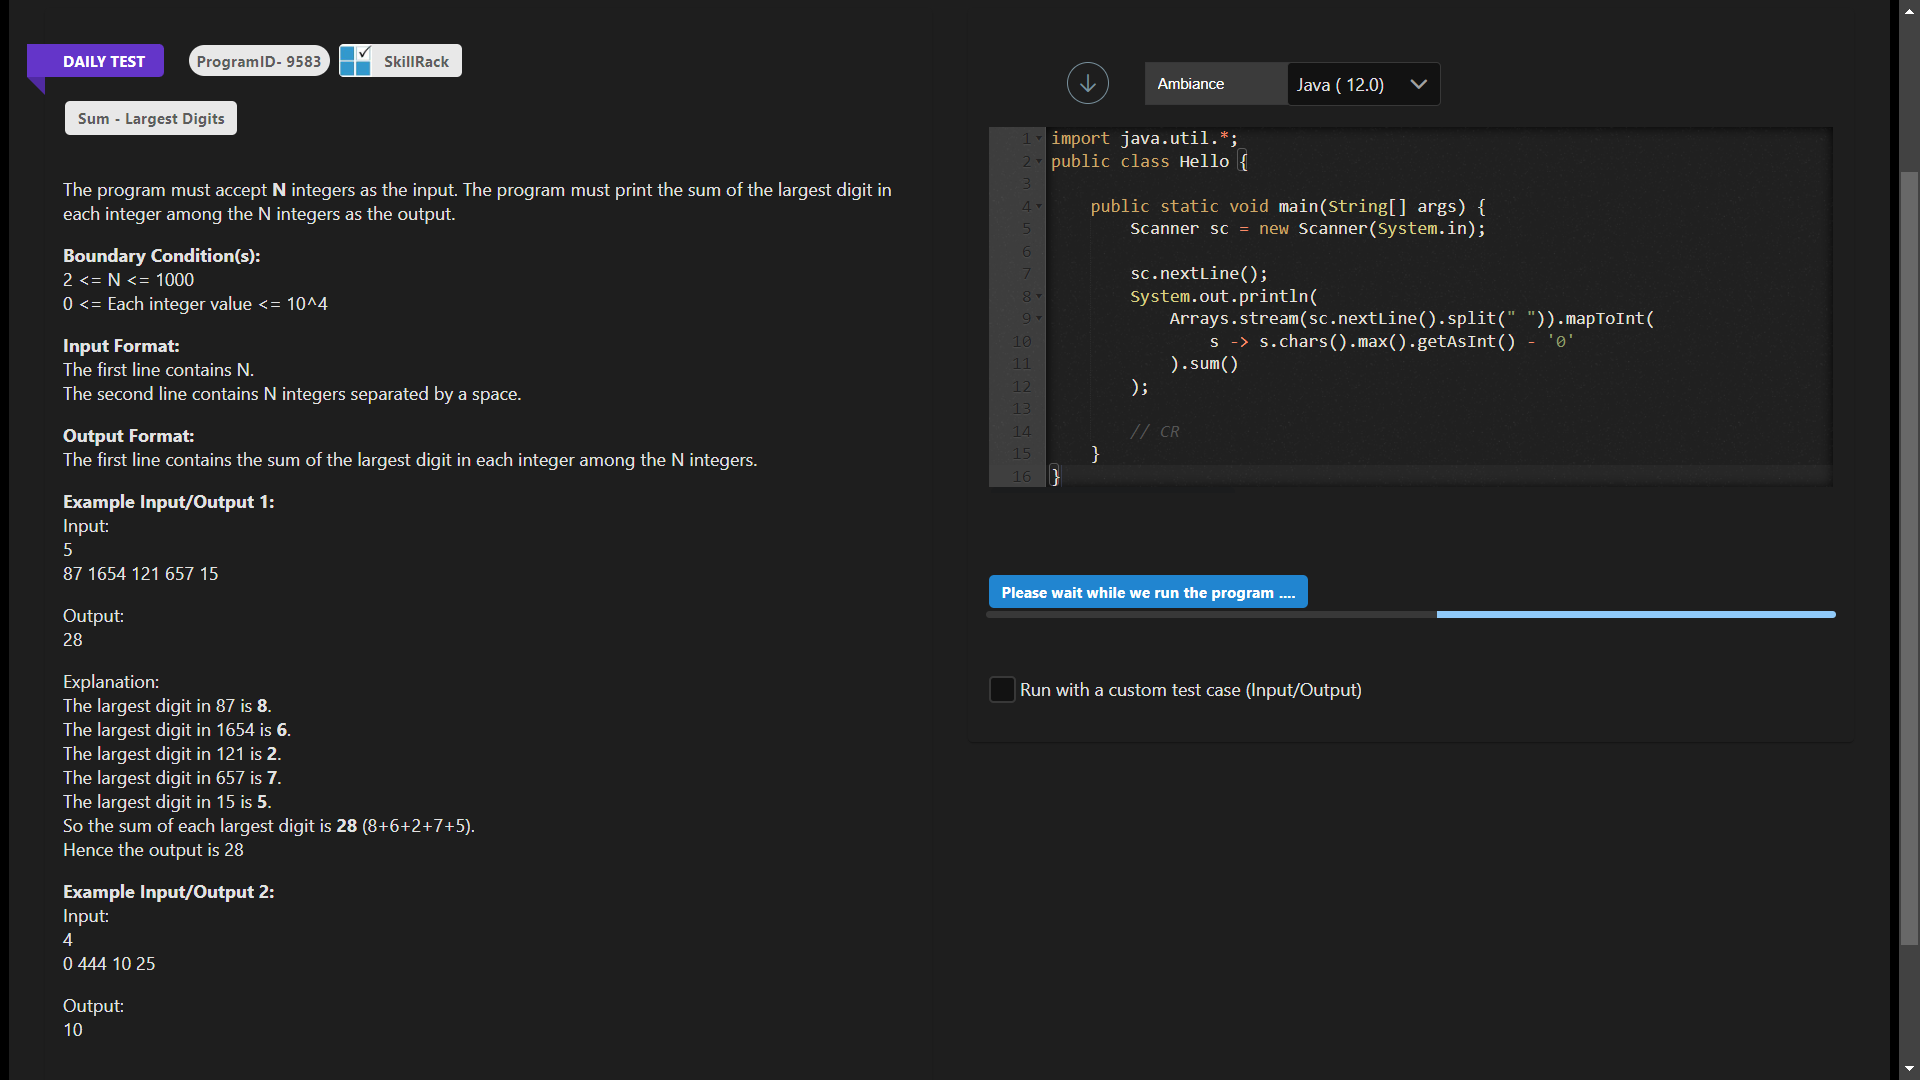 DAILY TEST
ProgramID- 9583
SkillRack
Sum - Largest Digits
The program must accept N integers as the input. The program must print the sum of the largest digit in
each integer among the N integers as the output.
Boundary Condition(s):
2 <= N <= 1000
0 <= Each integer value <= 10^4
Input Format:
The first line contains N.
The second line contains N integers separated by a space.
Output Format:
The first line contains the sum of the largest digit in each integer among the N integers.
Example Input/Output 1:
Input:
5
87 1654 121 657 15
Output:
28
Explanation:
The largest digit in 87 is 8.
The largest digit in 1654 is 6.
The largest digit in 121 is 2.
The largest digit in 657 is 7.
The largest digit in 15 is 5.
So the sum of each largest digit is 28 (8+6+2+7+5).
Hence the output is 28
Example Input/Output 2:
Input:
4
0 444 10 25
Output:
10
Ambiance
Java ( 12.0)
1 import java.util.*;
2 public class Hello {
3
4     public static void main(String[] args) {
5         Scanner sc = new Scanner(System.in);
6
7         sc.nextLine();
8         System.out.println(
9             Arrays.stream(sc.nextLine().split(" ")).mapToInt(
10                 s -> s.chars().max().getAsInt() - '0'
11             ).sum()
12         );
13
14         // CR
15     }
16 }
Please wait while we run the program ....
Run with a custom test case (Input/Output)